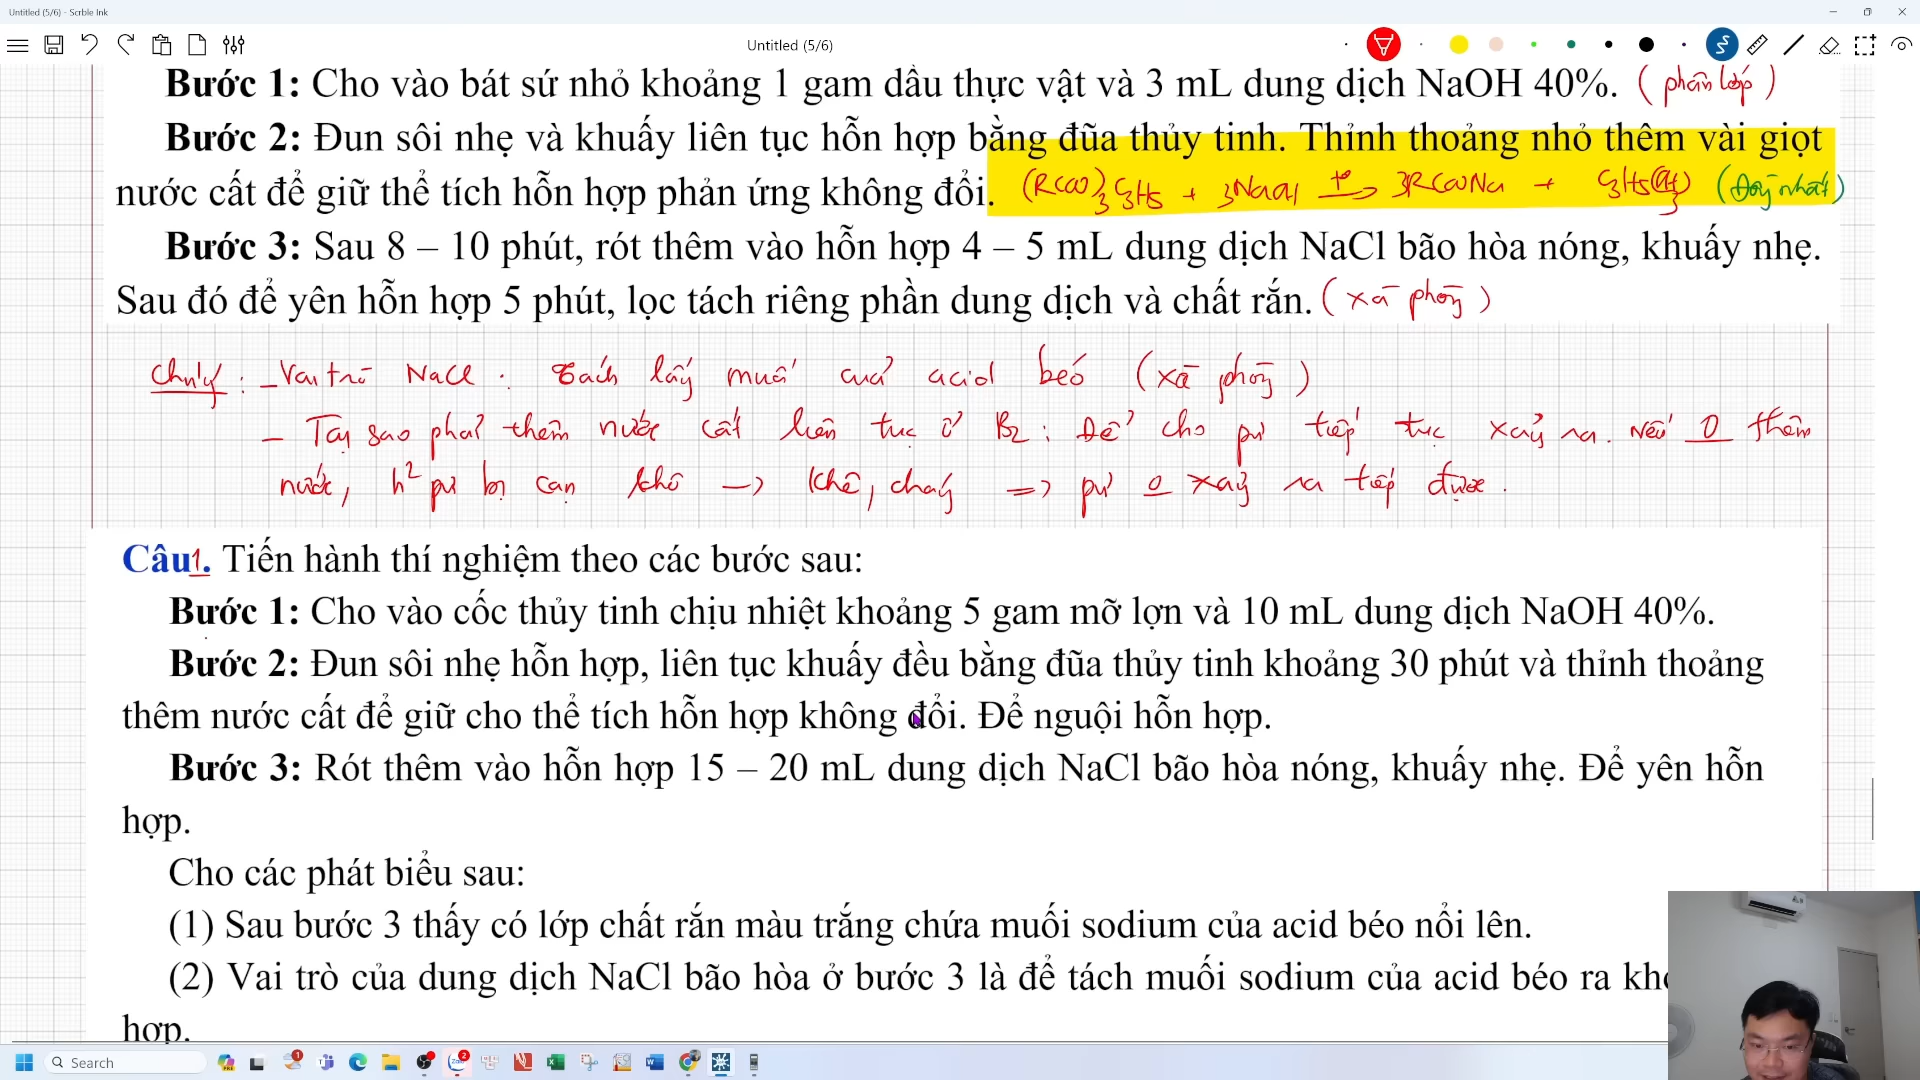 Untitled (5/6) - Scrble Ink
Untitled (5/6)
Bước 1: Cho vào bát sứ nhỏ khoảng 1 gam dầu thực vật và 3 mL dung dịch NaOH 40%. (phân lớp)
Bước 2: Đun sôi nhẹ và khuấy liên tục hỗn hợp bằng đũa thủy tinh. Thỉnh thoảng nhỏ thêm vài giọt
nước cất để giữ thể tích hỗn hợp phản ứng không đổi. (RCOO)3C3H5 + 3NaOH t° → 3RCOONa + C3H5(OH)3 (Đồng nhất)
Bước 3: Sau 8 – 10 phút, rót thêm vào hỗn hợp 4 – 5 mL dung dịch NaCl bão hòa nóng, khuấy nhẹ.
Sau đó để yên hỗn hợp 5 phút, lọc tách riêng phần dung dịch và chất rắn. (xà phòng)
Chú ý: - Vai trò NaCl: Tách lấy muối của acid béo (xà phòng)
- Tại sao phải thêm nước cất liên tục ở B2: Để cho pứ tiếp tục xảy ra. Nếu 0 thêm
nước, h² pứ bị cạn khô → khê, cháy => pứ 0 xảy ra tiếp được.
Câu 1. Tiến hành thí nghiệm theo các bước sau:
Bước 1: Cho vào cốc thủy tinh chịu nhiệt khoảng 5 gam mỡ lợn và 10 mL dung dịch NaOH 40%.
Bước 2: Đun sôi nhẹ hỗn hợp, liên tục khuấy đều bằng đũa thủy tinh khoảng 30 phút và thỉnh thoảng
thêm nước cất để giữ cho thể tích hỗn hợp không đổi. Để nguội hỗn hợp.
Bước 3: Rót thêm vào hỗn hợp 15 – 20 mL dung dịch NaCl bão hòa nóng, khuấy nhẹ. Để yên hỗn
hợp.
Cho các phát biểu sau:
(1) Sau bước 3 thấy có lớp chất rắn màu trắng chứa muối sodium của acid béo nổi lên.
(2) Vai trò của dung dịch NaCl bão hòa ở bước 3 là để tách muối sodium của acid béo ra
hợp.
Search